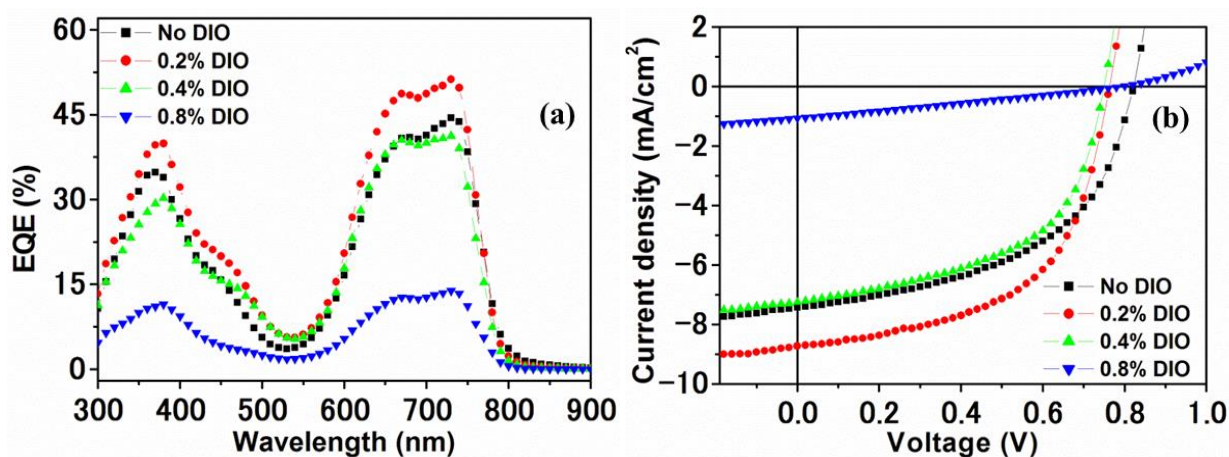 60
45
30
15
0
EQE (%)
No DIO
0.2% DIO
0.4% DIO
0.8% DIO
(a)
300 400 500 600 700 800 900
Wavelength (nm)
2
0
−2
−4
−6
−8
−10
Current density (mA/cm²)
(b)
No DIO
0.2% DIO
0.4% DIO
0.8% DIO
0.0 0.2 0.4 0.6 0.8 1.0
Voltage (V)